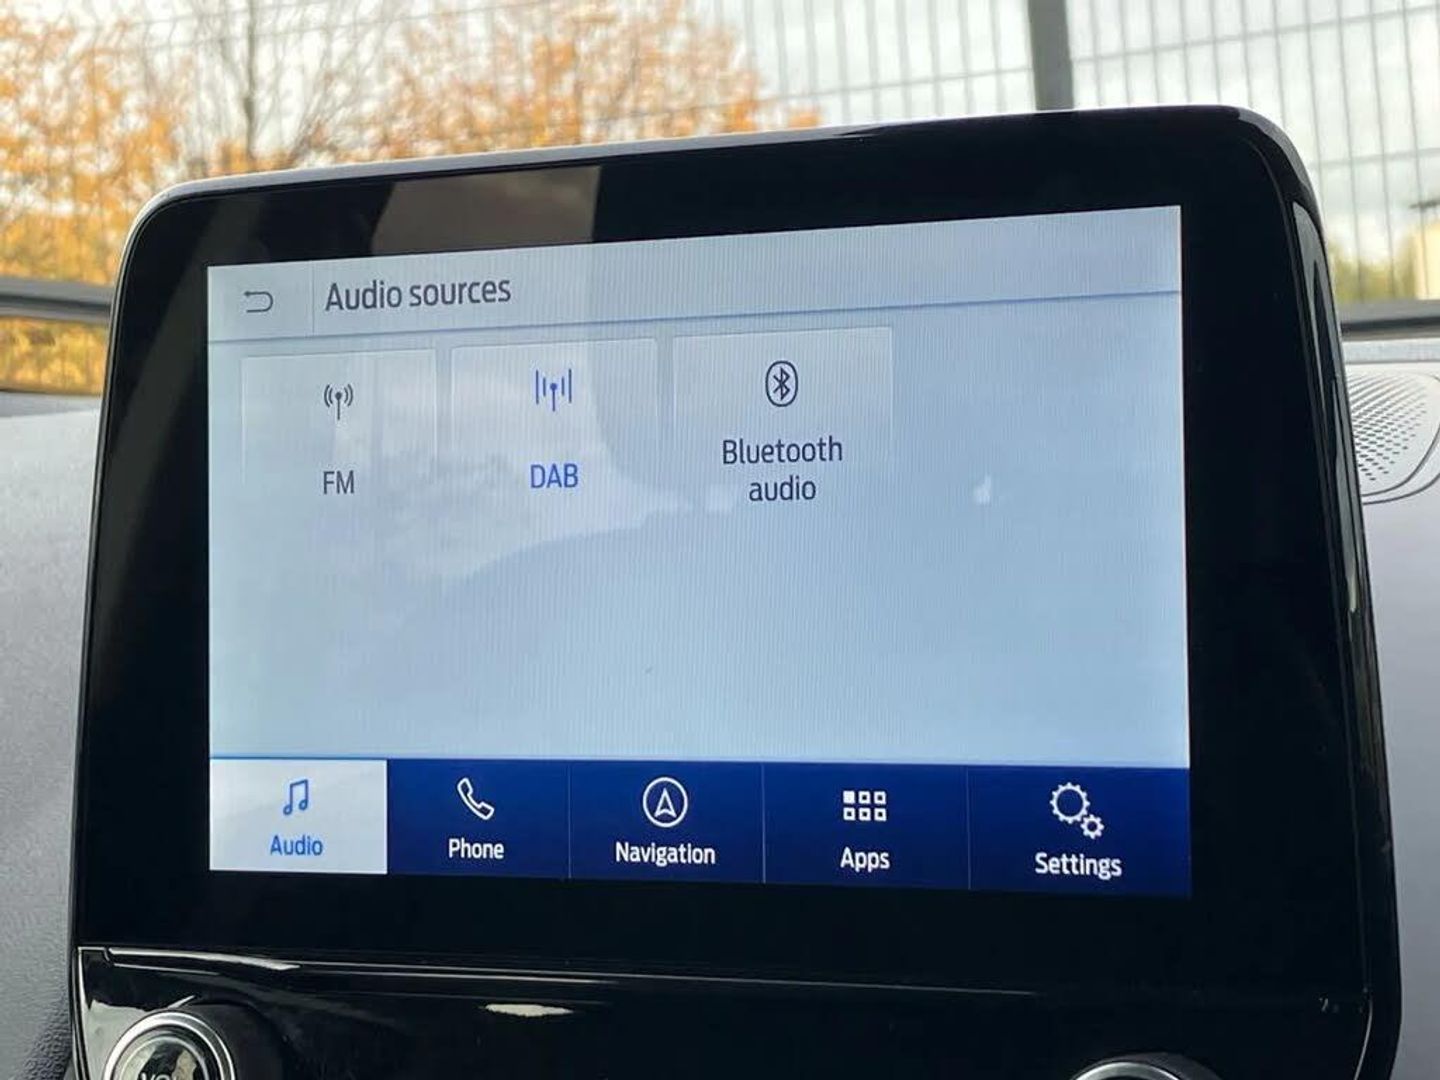 Audio sources
FM
DAB
Bluetooth
audio
Audio
Phone
Navigation
Apps
Settings